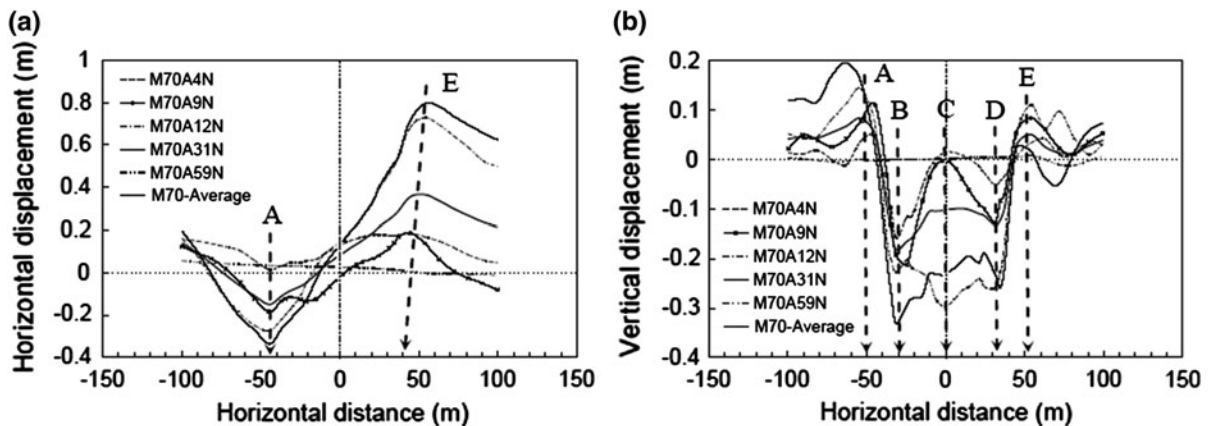 (a)
Horizontal displacement (m)
1
0.8
0.6
0.4
0.2
0
-0.2
-0.4
M70A4N
M70A9N
M70A12N
M70A31N
M70A59N
M70-Average
A
E
-150 -100 -50 0 50 100 150
Horizontal distance (m)
(b)
Vertical displacement (m)
0.2
0.1
0
-0.1
-0.2
-0.3
-0.4
A
B
C
D
E
M70A4N
M70A9N
M70A12N
M70A31N
M70A59N
M70-Average
-150 -100 -50 0 50 100 150
Horizontal distance (m)